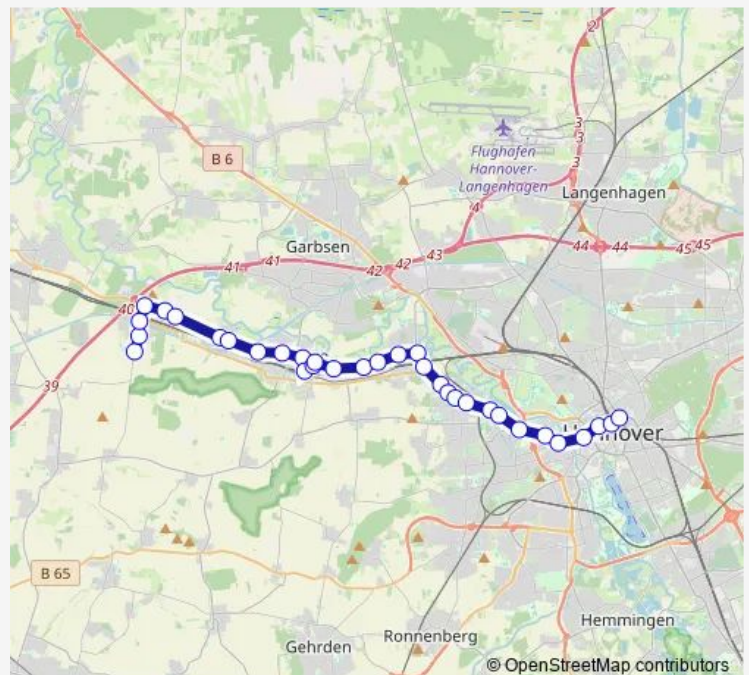 2
B 6
3
3
3
Flughafen
Hannover-
Langenhagen
Langenhagen
4
Garbsen
41 41
42 42 43
44 44
45 45
40
39
Hannover
B 65
Hemmingen
Ronnenberg
Gehrden
© OpenStreetMap contributors